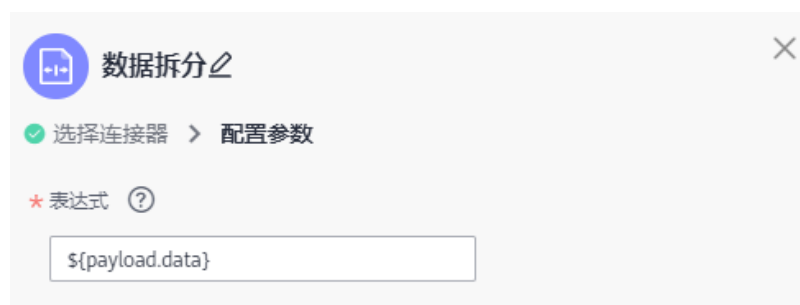 数据拆分
选择连接器 > 配置参数
* 表达式 ?
${payload.data}